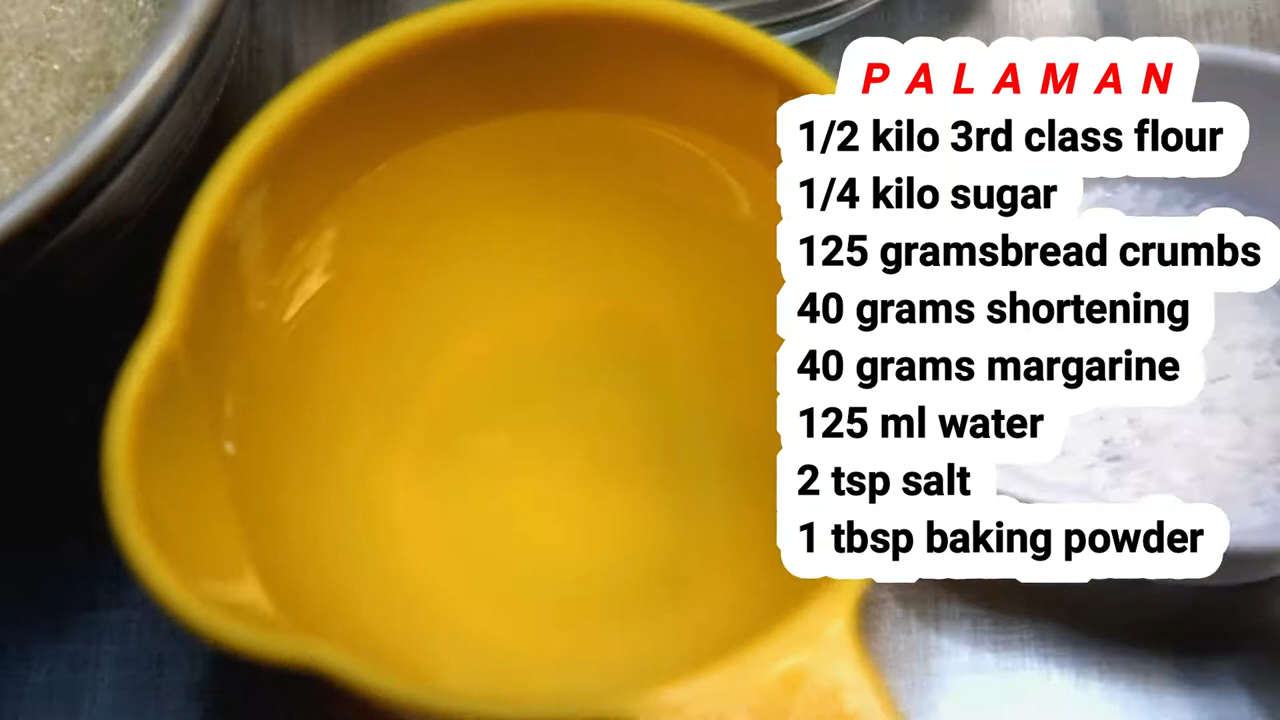 PALAMAN
1/2 kilo 3rd class flour
1/4 kilo sugar
125 gramsbread crumbs
40 grams shortening
40 grams margarine
125 ml water
2 tsp salt
1 tbsp baking powder